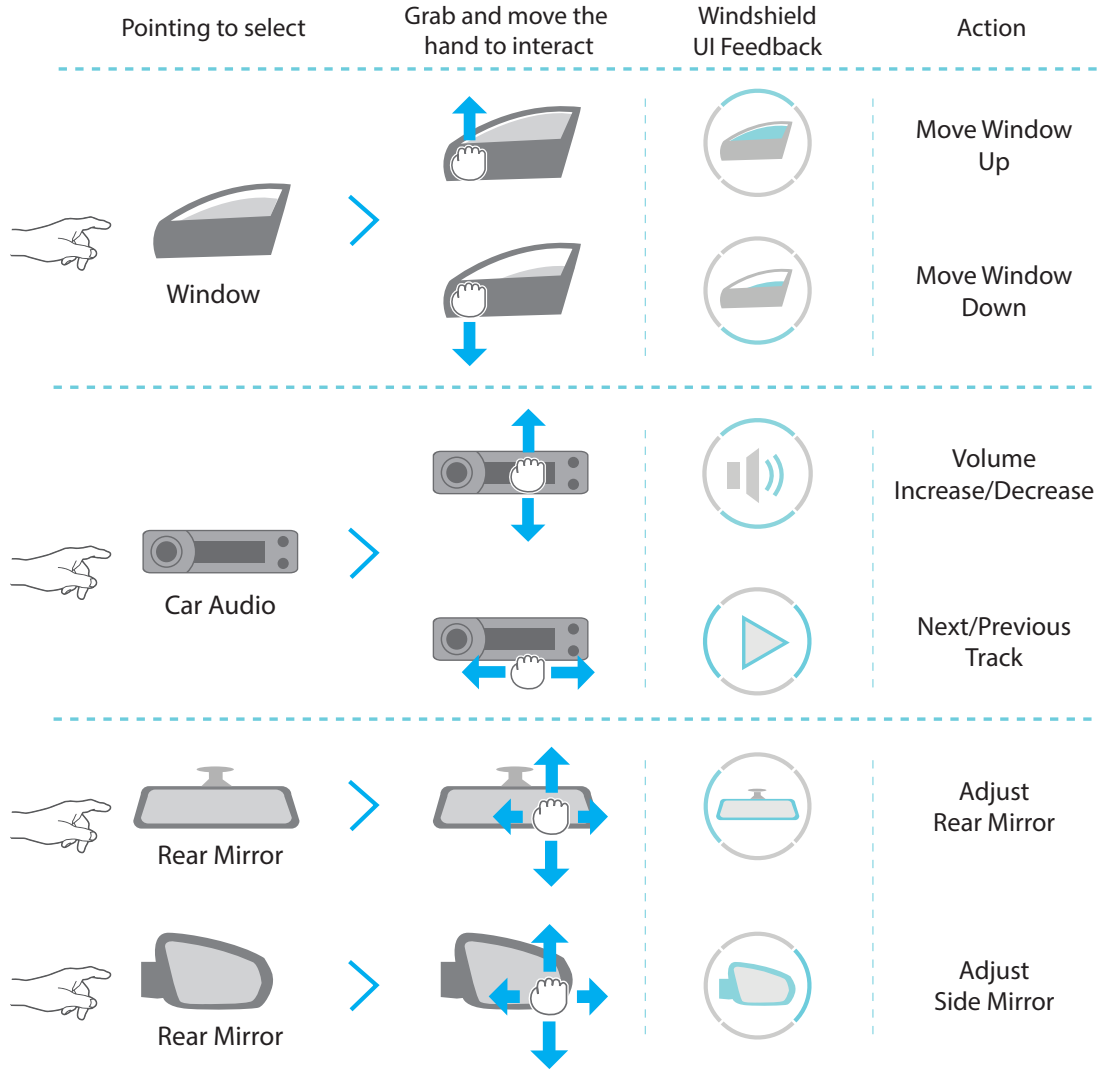 Pointing to select
Grab and move the
hand to interact
Windshield
UI Feedback
Action
Window
Move Window
Up
Move Window
Down
Car Audio
Volume
Increase/Decrease
Next/Previous
Track
Rear Mirror
Adjust
Rear Mirror
Rear Mirror
Adjust
Side Mirror